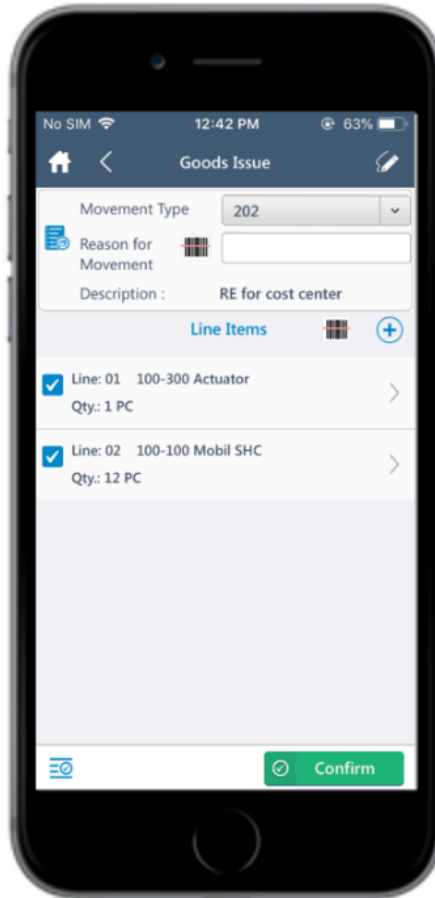 No SIM 12:42 PM 63%
Goods Issue
Movement Type 202
Reason for
Movement
Description : RE for cost center
Line Items
Line: 01 100-300 Actuator
Qty.: 1 PC
Line: 02 100-100 Mobil SHC
Qty.: 12 PC
Confirm